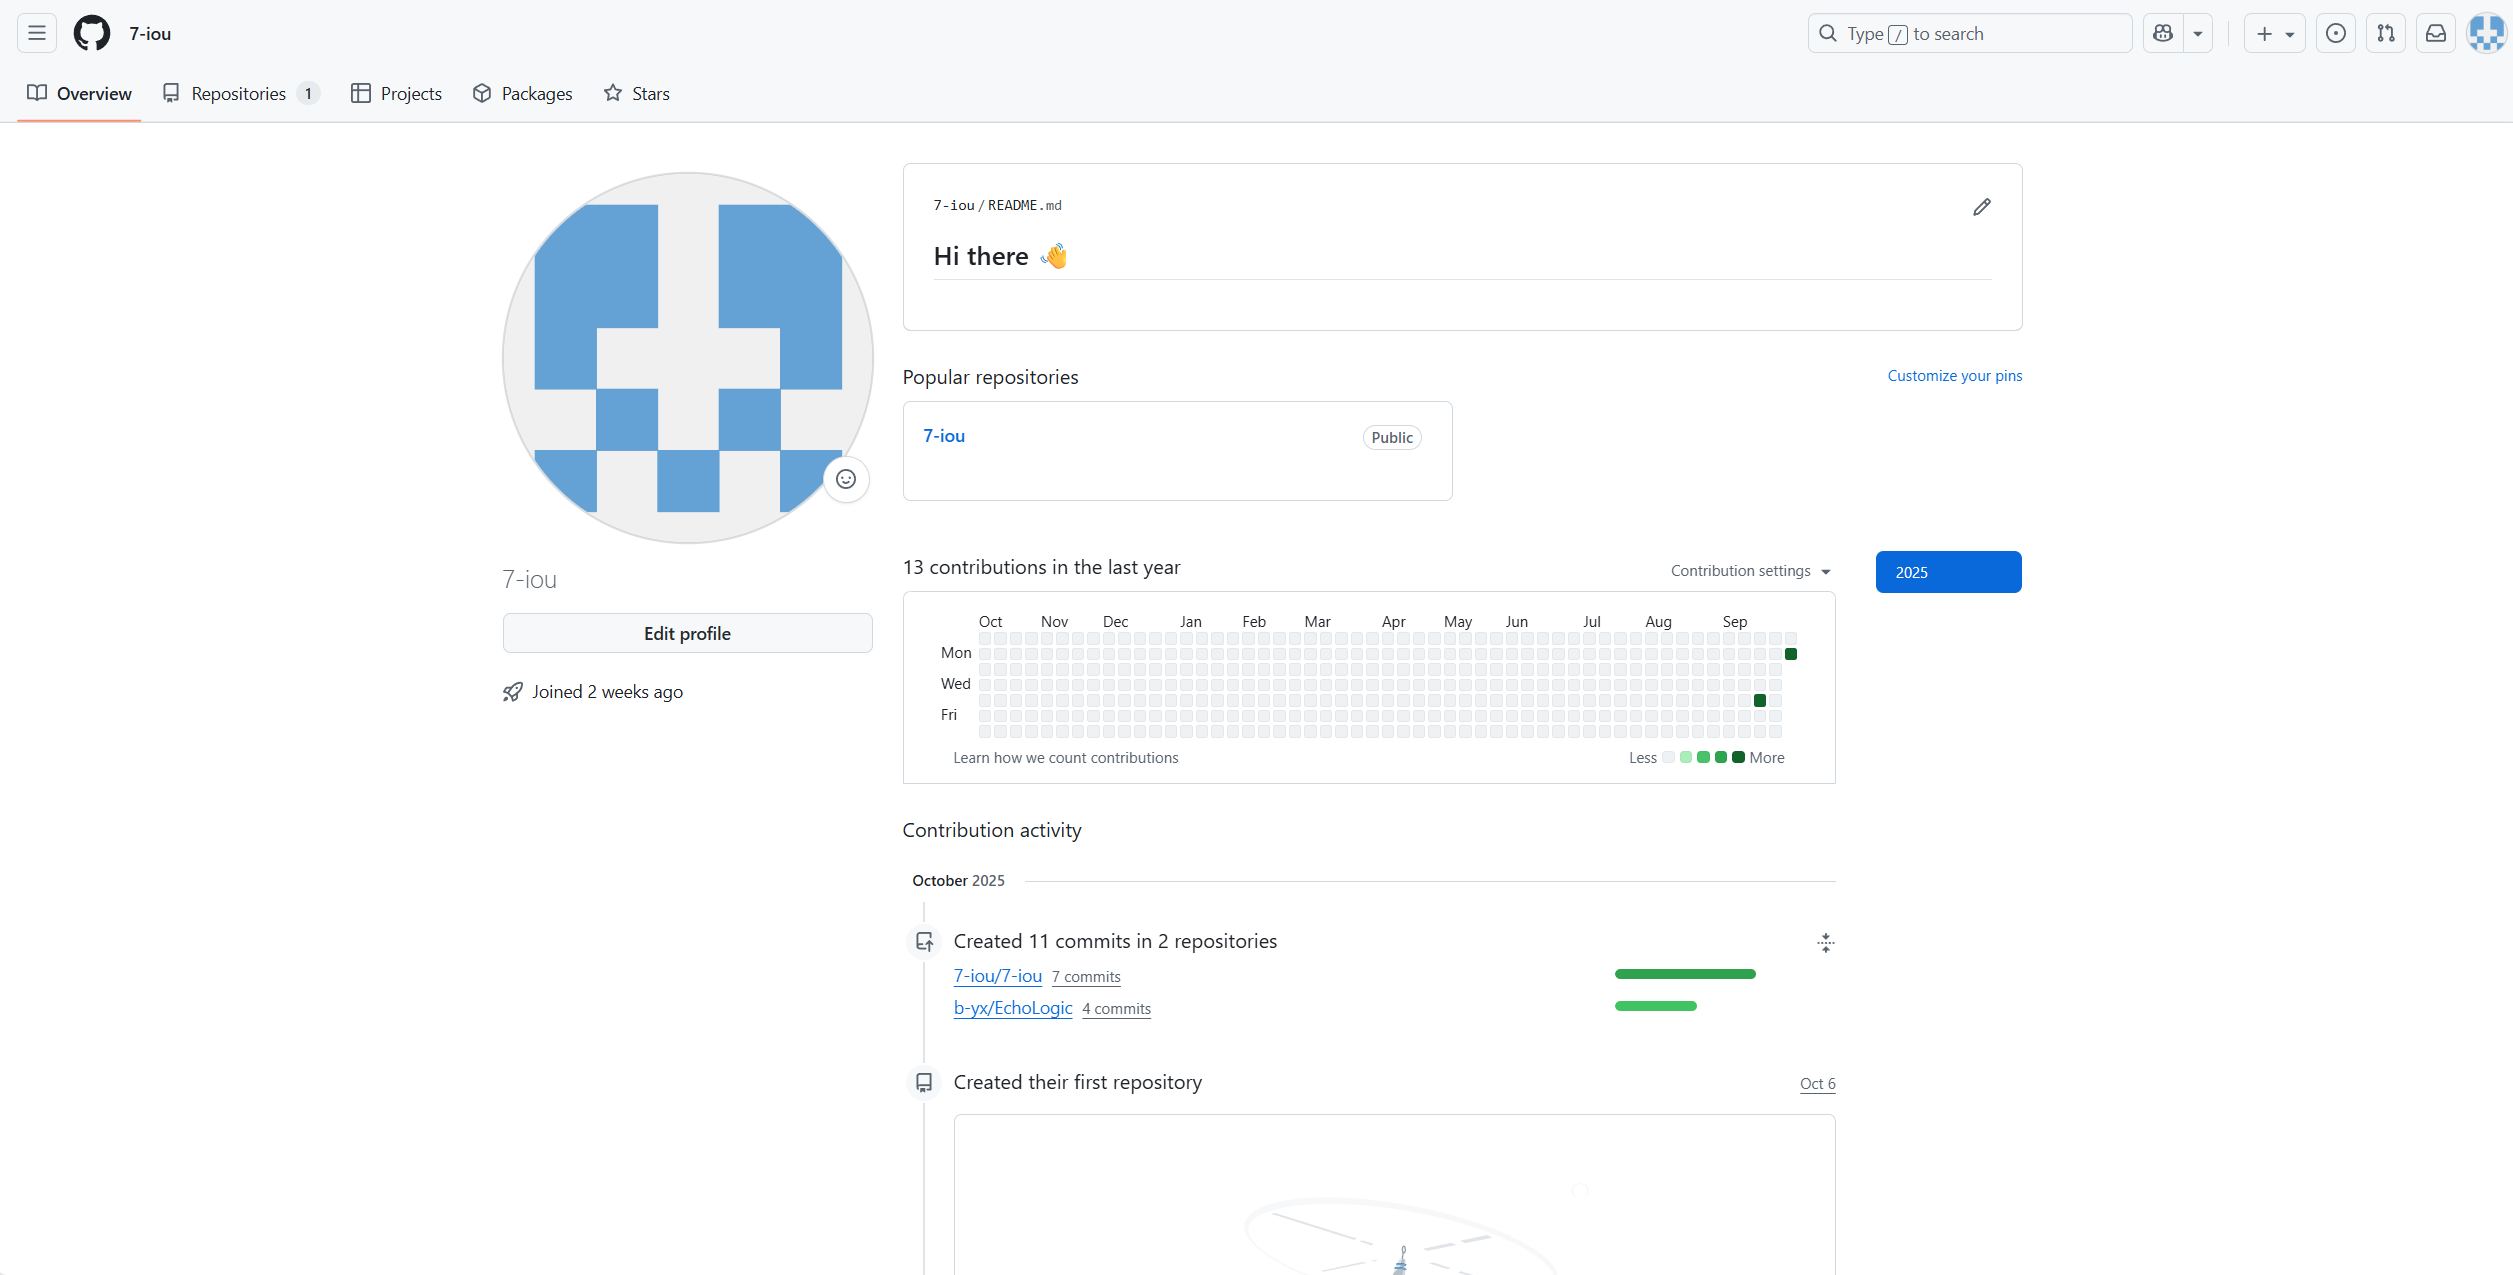 7-iou
Type / to search
Overview
Repositories 1
Projects
Packages
Stars
7-iou / README.md
Hi there 👋
Popular repositories
Customize your pins
7-iou
Public
7-iou
Edit profile
Joined 2 weeks ago
13 contributions in the last year
Contribution settings
2025
Oct Nov Dec Jan Feb Mar Apr May Jun Jul Aug Sep
Mon
Wed
Fri
Learn how we count contributions
Less More
Contribution activity
October 2025
Created 11 commits in 2 repositories
7-iou/7-iou 7 commits
b-yx/EchoLogic 4 commits
Created their first repository
Oct 6